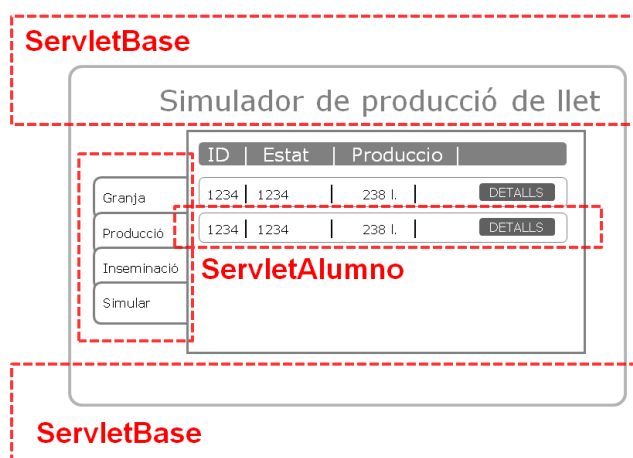 ServletBase
Simulador de producció de llet
ID | Estat | Produccio |
Granja
1234 | 1234 | 238 l. | DETALLS
Producció
1234 | 1234 | 238 l. | DETALLS
Inseminació
ServletAlumno
Simular
ServletBase